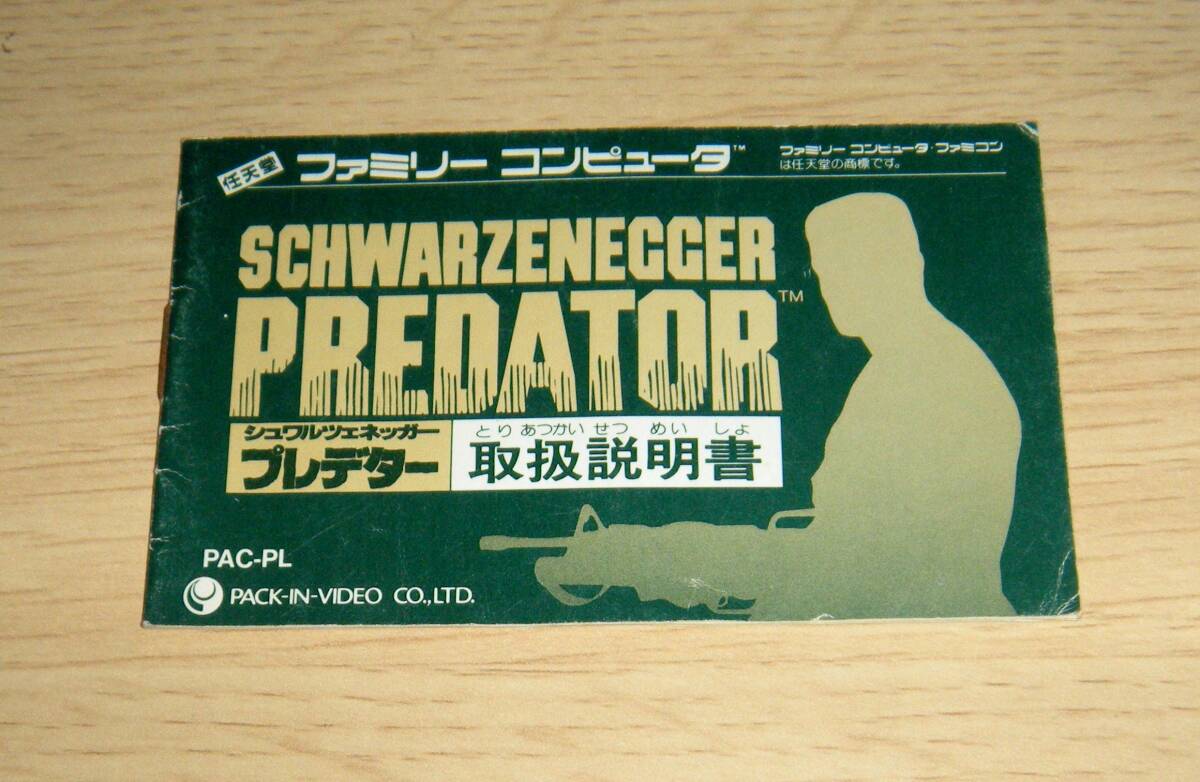 任天堂 ファミリー コンピュータ™
ファミリー コンピュータ・ファミコン
は任天堂の商標です。
SCHWARZENEGGER
PREDATOR™
シュワルツェネッガー
プレデター
とり あつかい せつ めい しょ
取扱説明書
PAC-PL
PACK-IN-VIDEO CO.,LTD.